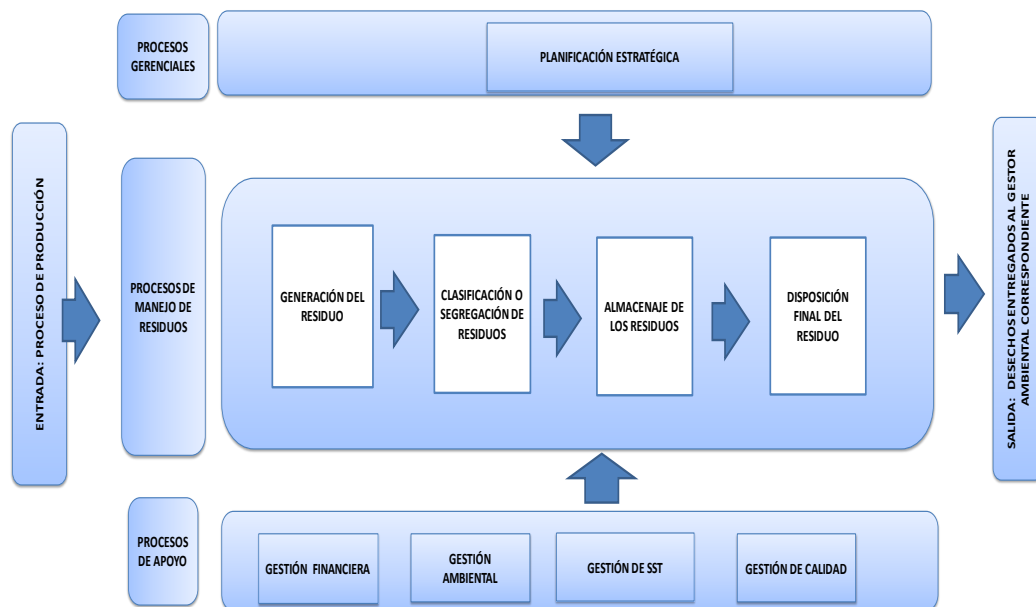 PROCESOS
GERENCIALES
PLANIFICACIÓN ESTRATÉGICA
ENTRADA: PROCESO DE PRODUCCIÓN
PROCESOS DE
MANEJO DE
RESIDUOS
GENERACIÓN DEL
RESIDUO
CLASIFICACIÓN O
SEGREGACIÓN DE
RESIDUOS
ALMACENAJE DE
LOS RESIDUOS
DISPOSICIÓN
FINAL DEL
RESIDUO
SALIDA: DESECHOS ENTREGADOS AL GESTOR
AMBIENTAL CORRESPONDIENTE
PROCESOS
DE APOYO
GESTIÓN FINANCIERA
GESTIÓN
AMBIENTAL
GESTIÓN DE SST
GESTIÓN DE CALIDAD